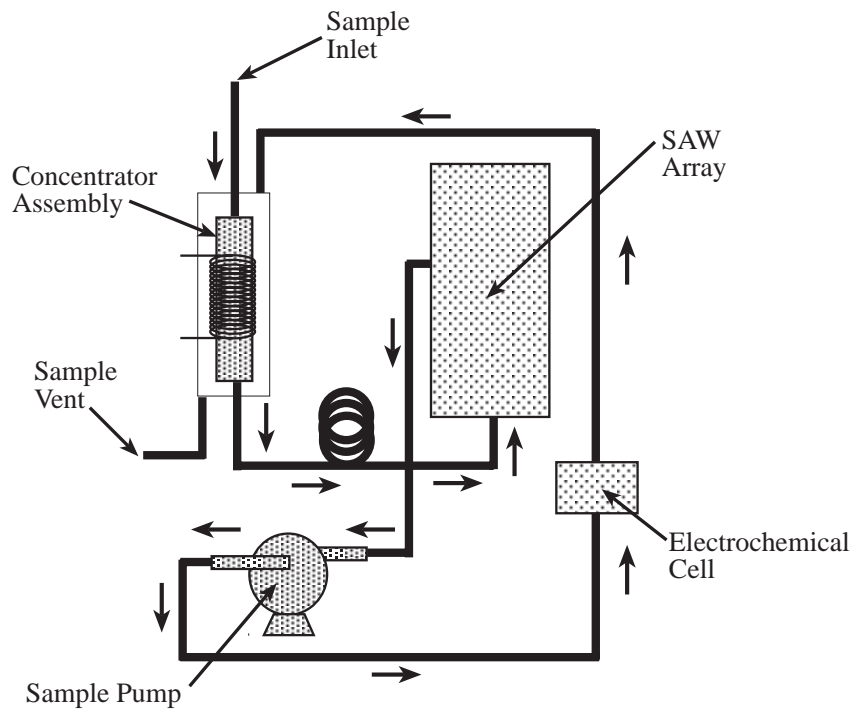 Sample
Inlet
SAW
Array
Concentrator
Assembly
Sample
Vent
Electrochemical
Cell
Sample Pump